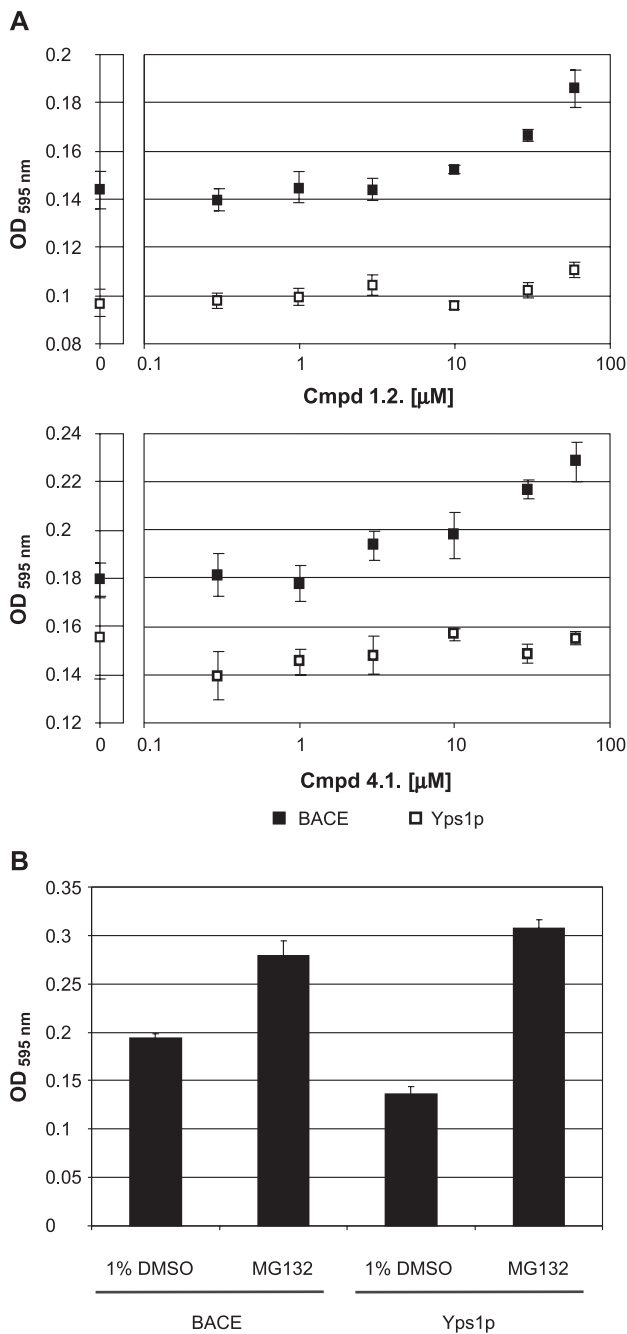 A
0.2
0.18
0.16
0.14
0.12
0.1
0.08
OD 595 nm
0 0.1 1 10 100
Cmpd 1.2. [µM]
0.24
0.22
0.2
0.18
0.16
0.14
0.12
OD 595 nm
0 0.1 1 10 100
Cmpd 4.1. [µM]
BACE Yps1p
B
0.35
0.3
0.25
0.2
0.15
0.1
0.05
0
OD 595 nm
1% DMSO MG132 1% DMSO MG132
BACE Yps1p